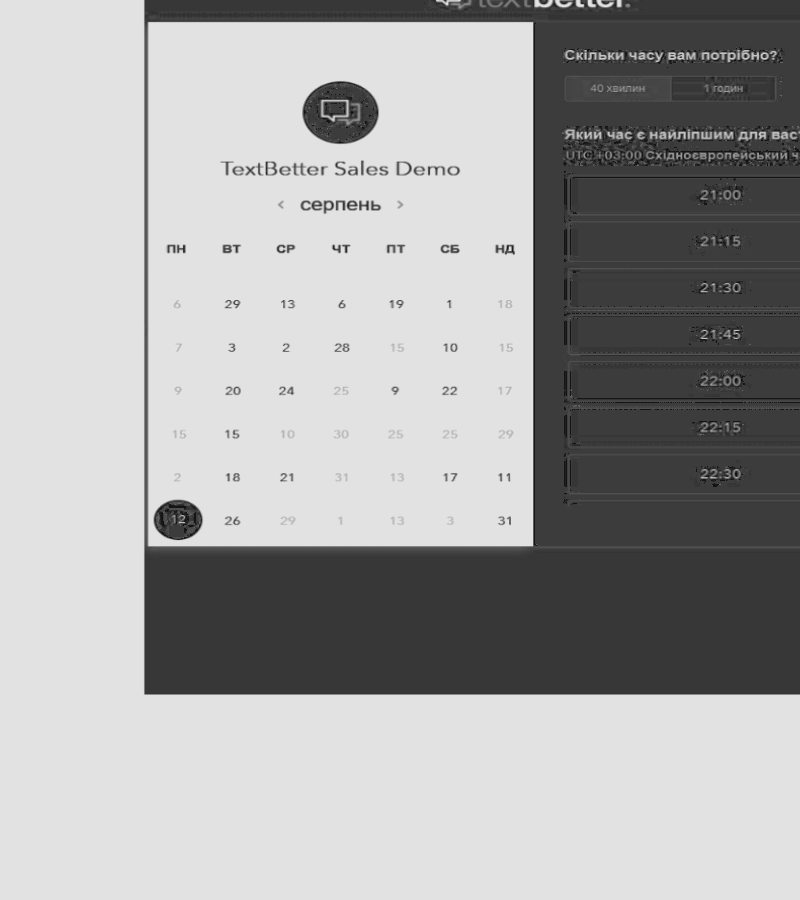 textbetter.
TextBetter Sales Demo
< серпень >
ПН ВТ СР ЧТ ПТ СБ НД
6 29 13 6 19 1 18
7 3 2 28 15 10 15
9 20 24 25 9 22 17
15 15 10 30 25 25 29
2 18 21 31 13 17 11
12 26 29 1 13 3 31
Скільки часу вам потрібно?
40 хвилин 1 годин
Який час є найліпшим для вас?
UTC +03:00 Східноєвропейський ч
21:00
21:15
21:30
21:45
22:00
22:15
22:30